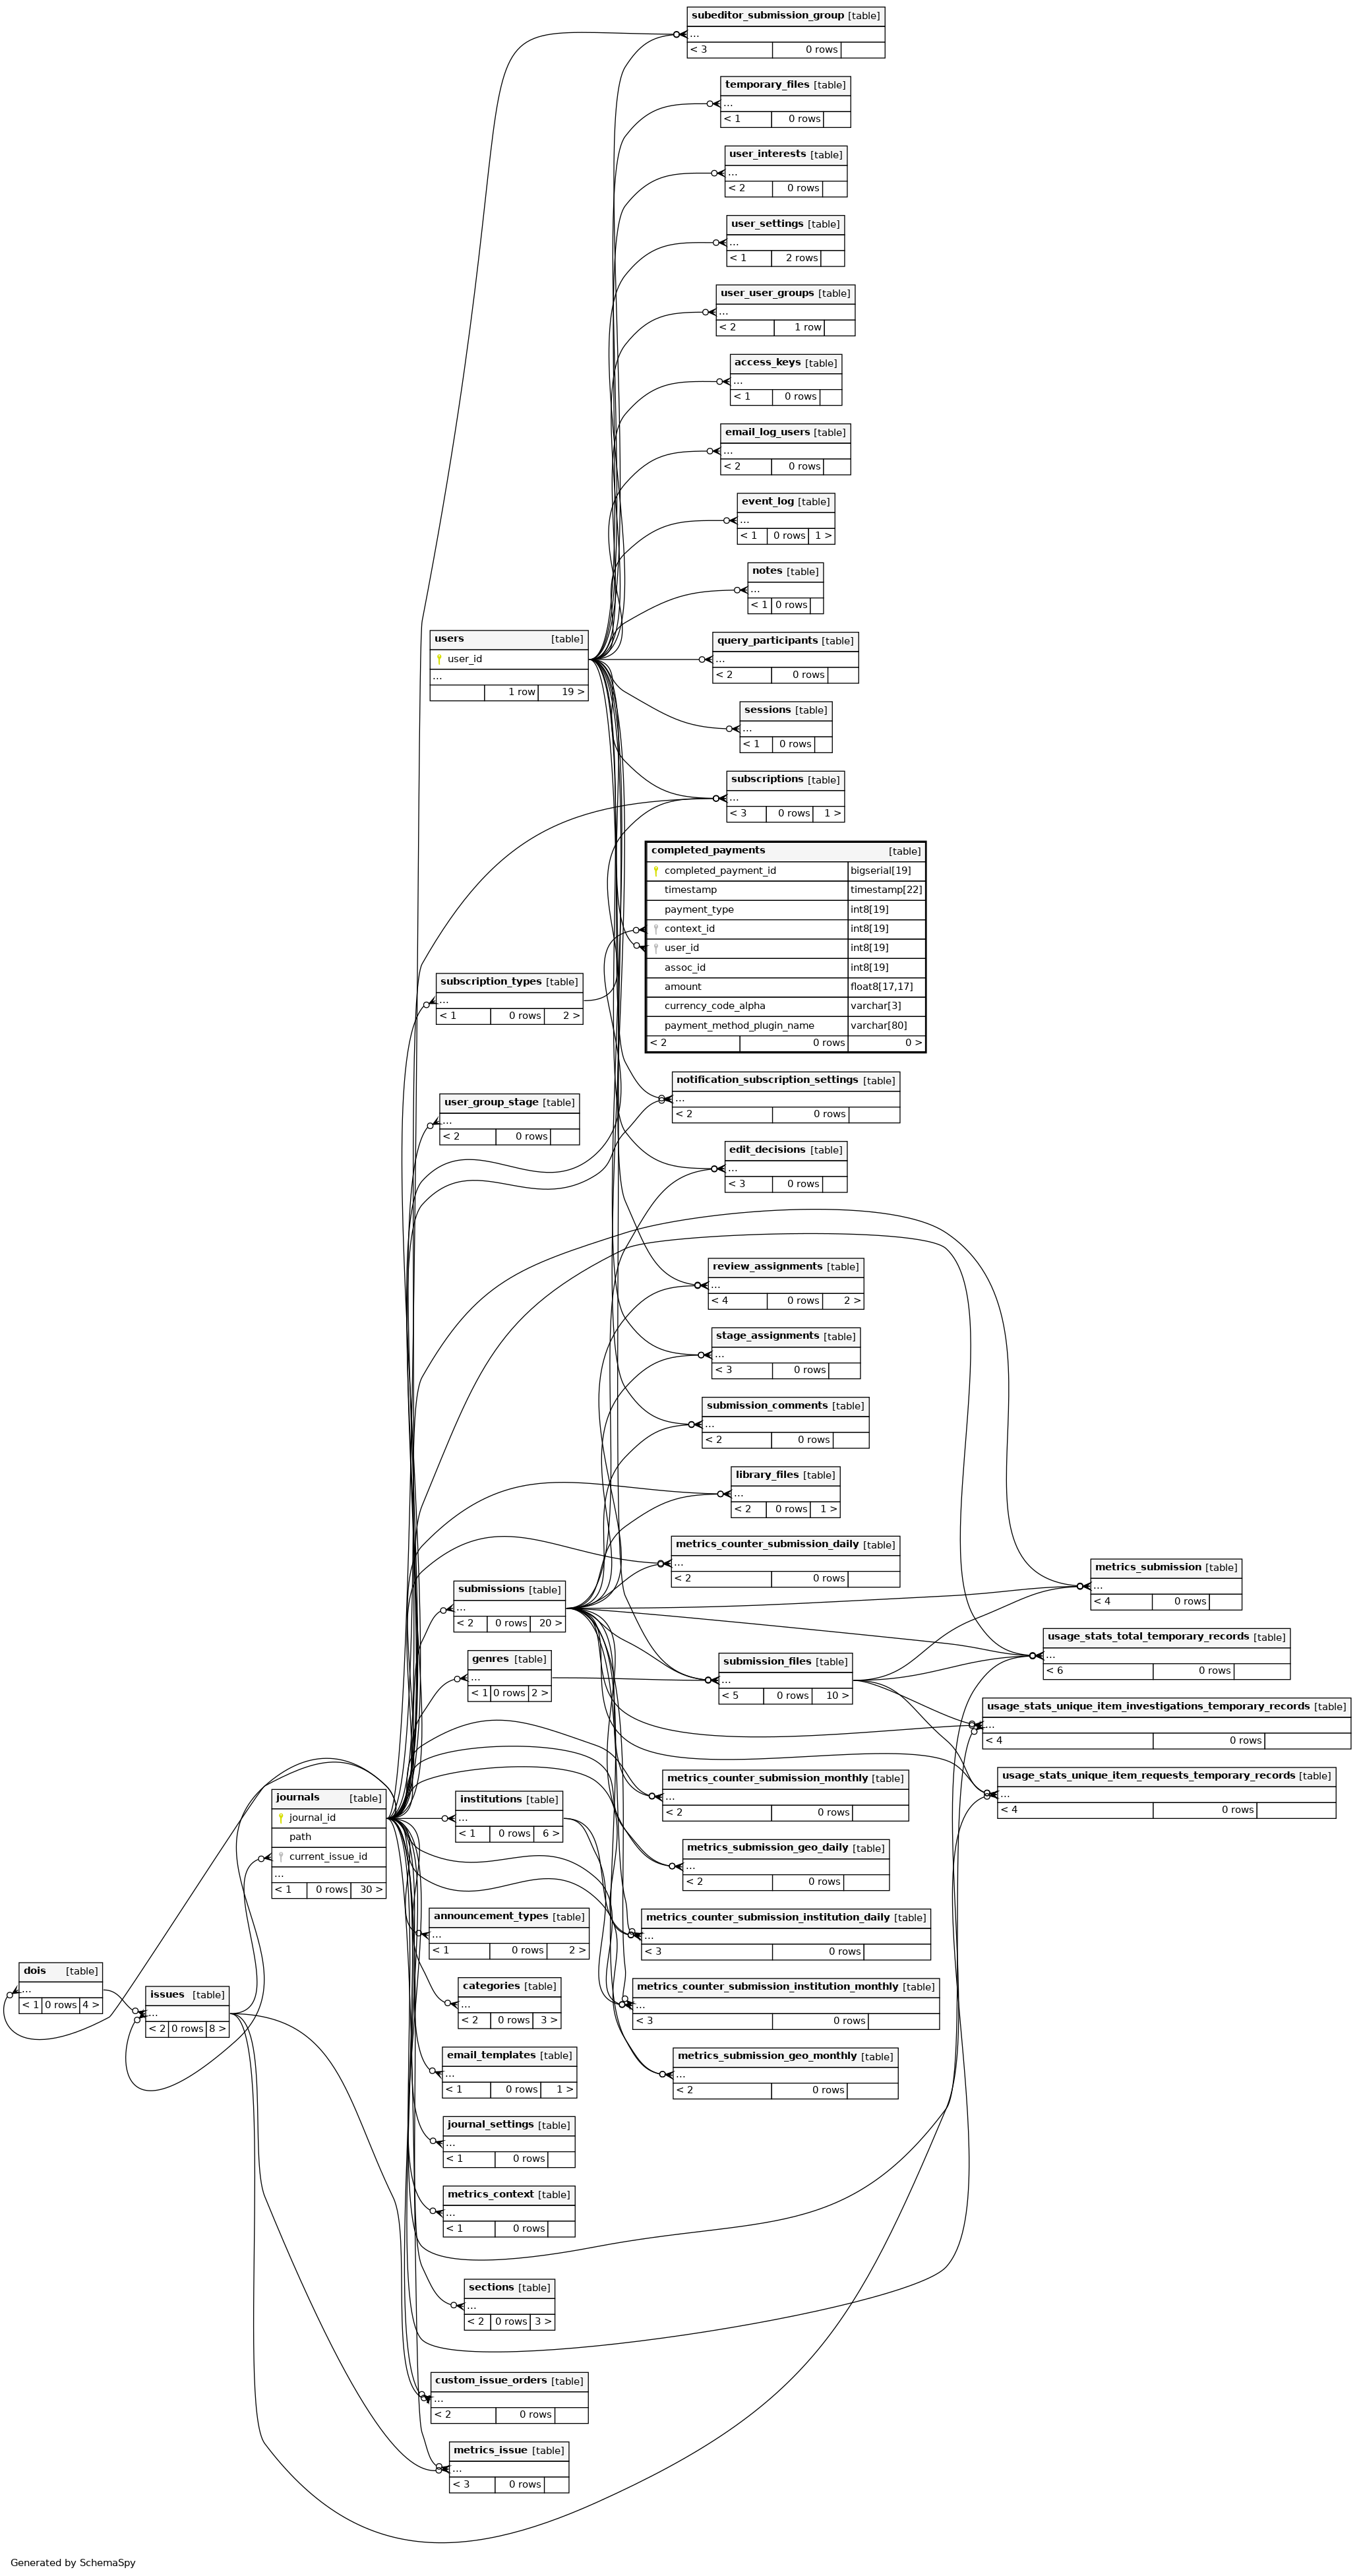 subeditor_submission_group [table]
...
< 3 0 rows
temporary_files [table]
...
< 1 0 rows
user_interests [table]
...
< 2 0 rows
user_settings [table]
...
< 1 2 rows
user_user_groups [table]
...
< 2 1 row
access_keys [table]
...
< 1 0 rows
email_log_users [table]
...
< 2 0 rows
event_log [table]
...
< 1 0 rows 1 >
notes [table]
...
< 1 0 rows
users [table]
user_id
...
1 row 19 >
query_participants [table]
...
< 2 0 rows
sessions [table]
...
< 1 0 rows
subscriptions [table]
...
< 3 0 rows 1 >
completed_payments [table]
completed_payment_id bigserial[19]
timestamp timestamp[22]
payment_type int8[19]
context_id int8[19]
user_id int8[19]
assoc_id int8[19]
amount float8[17,17]
currency_code_alpha varchar[3]
payment_method_plugin_name varchar[80]
< 2 0 rows 0 >
subscription_types [table]
...
< 1 0 rows 2 >
notification_subscription_settings [table]
...
< 2 0 rows
user_group_stage [table]
...
< 2 0 rows
edit_decisions [table]
...
< 3 0 rows
review_assignments [table]
...
< 4 0 rows 2 >
stage_assignments [table]
...
< 3 0 rows
submission_comments [table]
...
< 2 0 rows
library_files [table]
...
< 2 0 rows 1 >
metrics_counter_submission_daily [table]
...
< 2 0 rows
metrics_submission [table]
...
< 4 0 rows
submissions [table]
...
< 2 0 rows 20 >
usage_stats_total_temporary_records [table]
...
< 6 0 rows
genres [table]
...
< 1 0 rows 2 >
submission_files [table]
...
< 5 0 rows 10 >
usage_stats_unique_item_investigations_temporary_records [table]
...
< 4 0 rows
usage_stats_unique_item_requests_temporary_records [table]
...
< 4 0 rows
metrics_counter_submission_monthly [table]
...
< 2 0 rows
journals [table]
journal_id
path
current_issue_id
...
< 1 0 rows 30 >
institutions [table]
...
< 1 0 rows 6 >
metrics_submission_geo_daily [table]
...
< 2 0 rows
announcement_types [table]
...
< 1 0 rows 2 >
metrics_counter_submission_institution_daily [table]
...
< 3 0 rows
dois [table]
...
< 1 0 rows 4 >
issues [table]
...
< 2 0 rows 8 >
categories [table]
...
< 2 0 rows 3 >
metrics_counter_submission_institution_monthly [table]
...
< 3 0 rows
email_templates [table]
...
< 1 0 rows 1 >
metrics_submission_geo_monthly [table]
...
< 2 0 rows
journal_settings [table]
...
< 1 0 rows
metrics_context [table]
...
< 1 0 rows
sections [table]
...
< 2 0 rows 3 >
custom_issue_orders [table]
...
< 2 0 rows
metrics_issue [table]
...
< 3 0 rows
Generated by SchemaSpy